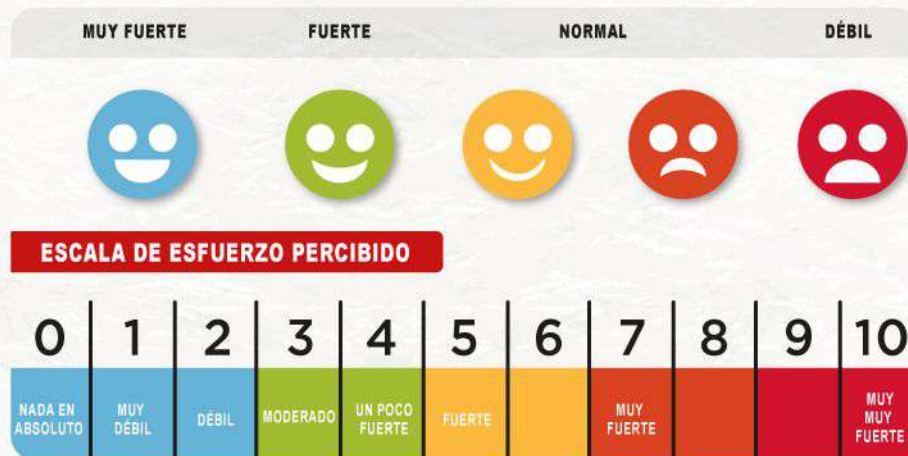 MUY FUERTE FUERTE NORMAL DÉBIL
ESCALA DE ESFUERZO PERCIBIDO
0 1 2 3 4 5 6 7 8 9 10
NADA EN ABSOLUTO
MUY DÉBIL
DÉBIL
MODERADO
UN POCO FUERTE
FUERTE
MUY FUERTE
MUY MUY FUERTE